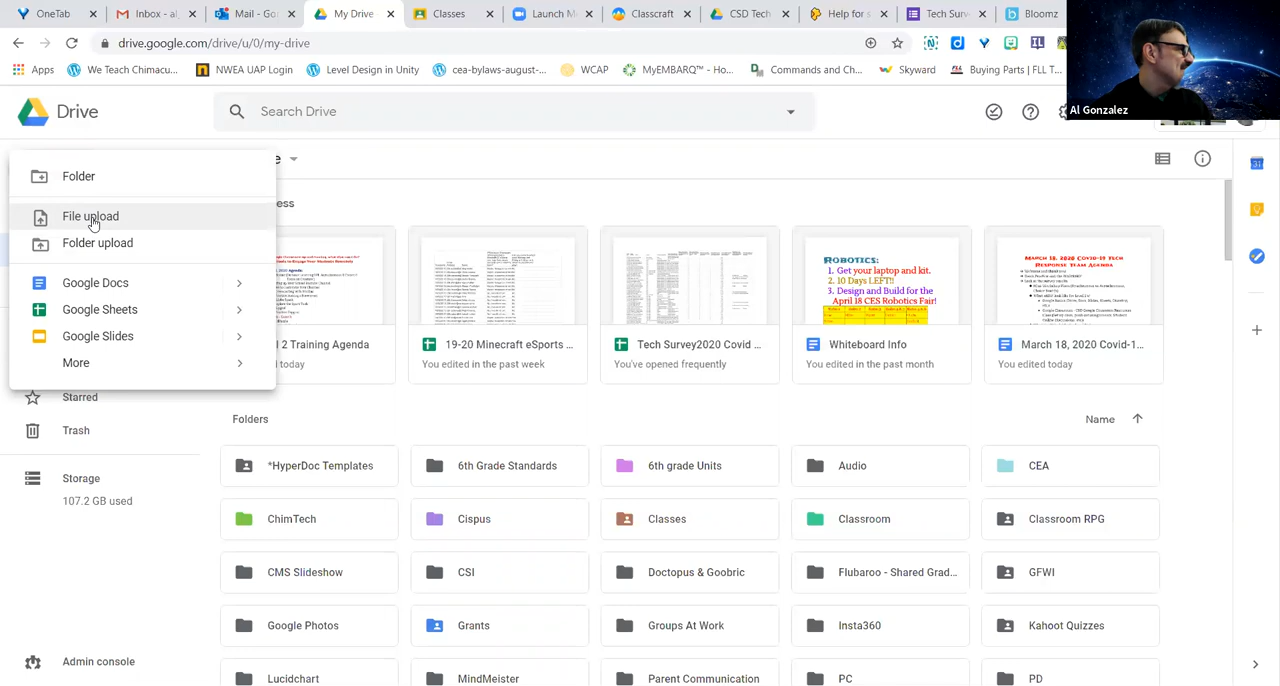 OneTab
Inbox - al
Mail - Gon
My Drive
Classes
Launch M
Classcraft
CSD Tech
Help for s
Tech Surv
Bloomz
drive.google.com/drive/u/0/my-drive
Apps
We Teach Chimacu...
NWEA UAP Login
Level Design in Unity
cea-bylaws-august-...
WCAP
MyEMBARQ™ - Ho...
Commands and Ch...
Skyward
Buying Parts | FLL T...
Al Gonzalez
Drive
Search Drive
Folder
File upload
Folder upload
Google Docs
Google Sheets
Google Slides
More
Starred
Trash
Storage
107.2 GB used
Admin console
e
ess
ROBOTICS:
1. Get your laptop and kit.
2. 10 Days LEFT!!
3. Design and Build for the
April 18 CES Robotics Fair!
March 18, 2020 Covid-19 Tech
Response Team Agenda
l 2 Training Agenda
today
19-20 Minecraft eSports ...
You edited in the past week
Tech Survey2020 Covid ...
You've opened frequently
Whiteboard Info
You edited in the past month
March 18, 2020 Covid-1...
You edited today
Folders
Name
*HyperDoc Templates
6th Grade Standards
6th grade Units
Audio
CEA
ChimTech
Cispus
Classes
Classroom
Classroom RPG
CMS Slideshow
CSI
Doctopus & Goobric
Flubaroo - Shared Grad...
GFWI
Google Photos
Grants
Groups At Work
Insta360
Kahoot Quizzes
Lucidchart
MindMeister
Parent Communication
PC
PD